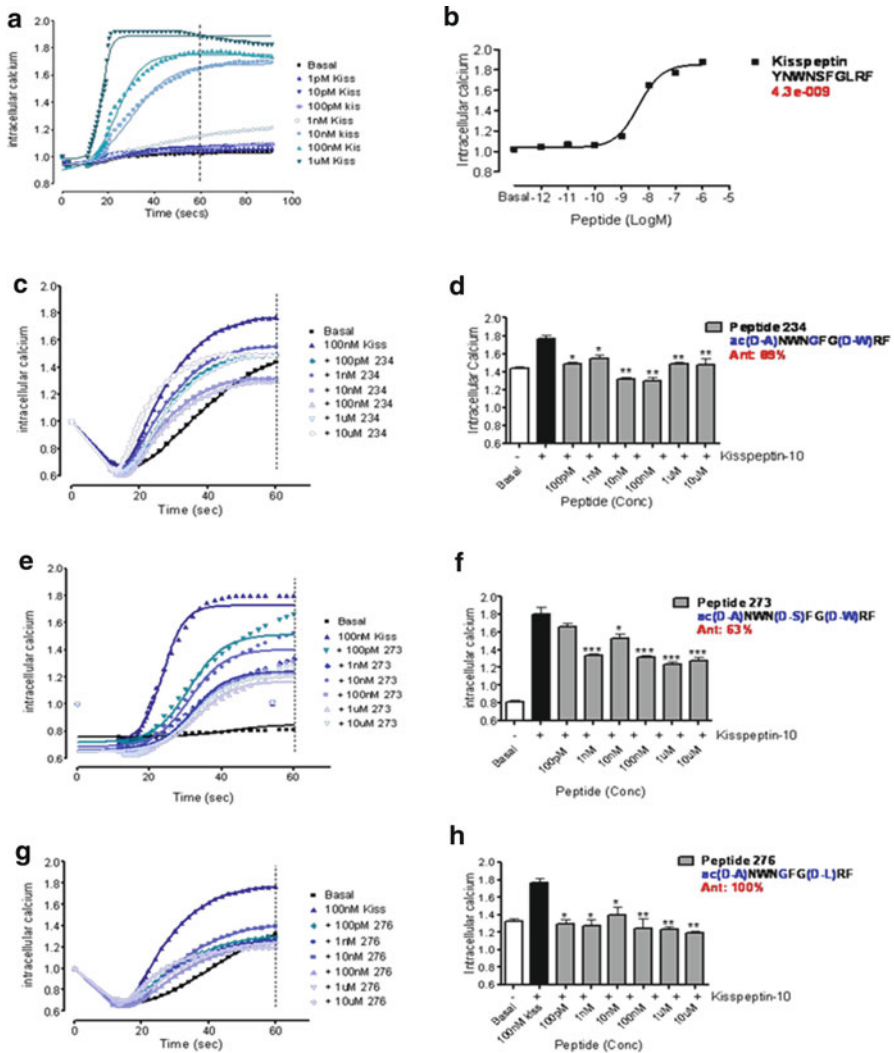 a
intracellular calcium
2.0
1.8
1.6
1.4
1.2
1.0
0.8
0 20 40 60 80 100
Time (secs)
Basal
1pM Kiss
10pM Kiss
100pM kis
1nM Kiss
10nM kiss
100nM Kis
1uM Kiss
b
Intracellular calcium
2.0
1.8
1.6
1.4
1.2
1.0
0.8
Basal -12 -11 -10 -9 -8 -7 -6 -5
Peptide (LogM)
Kisspeptin
YNWNSFGLRF
4.3e-009
c
intracellular calcium
2.0
1.8
1.6
1.4
1.2
1.0
0.8
0.6
0 20 40 60
Time (sec)
Basal
100nM Kiss
+ 100pM 234
+ 1nM 234
+ 10nM 234
+ 100nM 234
+ 1uM 234
+ 10uM 234
d
Intracellular Calcium
2.0
1.8
1.6
1.4
1.2
1.0
0.8
0.6
* * ** ** ** **
- + + + + + + + Kisspeptin-10
Basal 100pM 1nM 10nM 100nM 1uM 10uM
Peptide (Conc)
Peptide 234
ac(D-A)NWNGFG(D-W)RF
Ant: 89%
e
intracellular calcium
2.0
1.8
1.6
1.4
1.2
1.0
0.8
0.6
0 20 40 60
Time (sec)
Basal
100nM Kiss
+ 100pM 273
+ 1nM 273
+ 10nM 273
+ 100nM 273
+ 1uM 273
+ 10uM 273
f
intracellular calcium
2.0
1.8
1.6
1.4
1.2
1.0
0.8
0.6
*** * *** *** ***
- + + + + + + + Kisspeptin-10
Basal 100pM 1nM 10nM 100nM 1uM 10uM
Peptide (Conc)
Peptide 273
ac(D-A)NWN(D-S)FG(D-W)RF
Ant: 63%
g
intracellular calcium
2.0
1.8
1.6
1.4
1.2
1.0
0.8
0.6
0 20 40 60
Time (sec)
Basal
100nM Kiss
+ 100pM 276
+ 1nM 276
+ 10nM 276
+ 100nM 276
+ 1uM 276
+ 10uM 276
h
Intracellular calcium
2.0
1.8
1.6
1.4
1.2
1.0
0.8
0.6
* * * ** ** **
- + + + + + + + Kisspeptin-10
Basal 100nM kiss 100pM 1nM 10nM 100nM 1uM 10uM
Peptide (Conc)
Peptide 276
ac(D-A)NWNGFG(D-L)RF
Ant: 100%